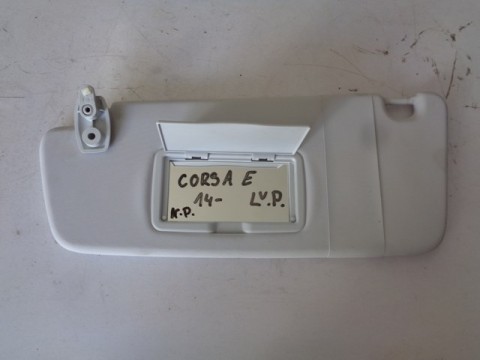 CORSA E
14- LV.P.
K.P.